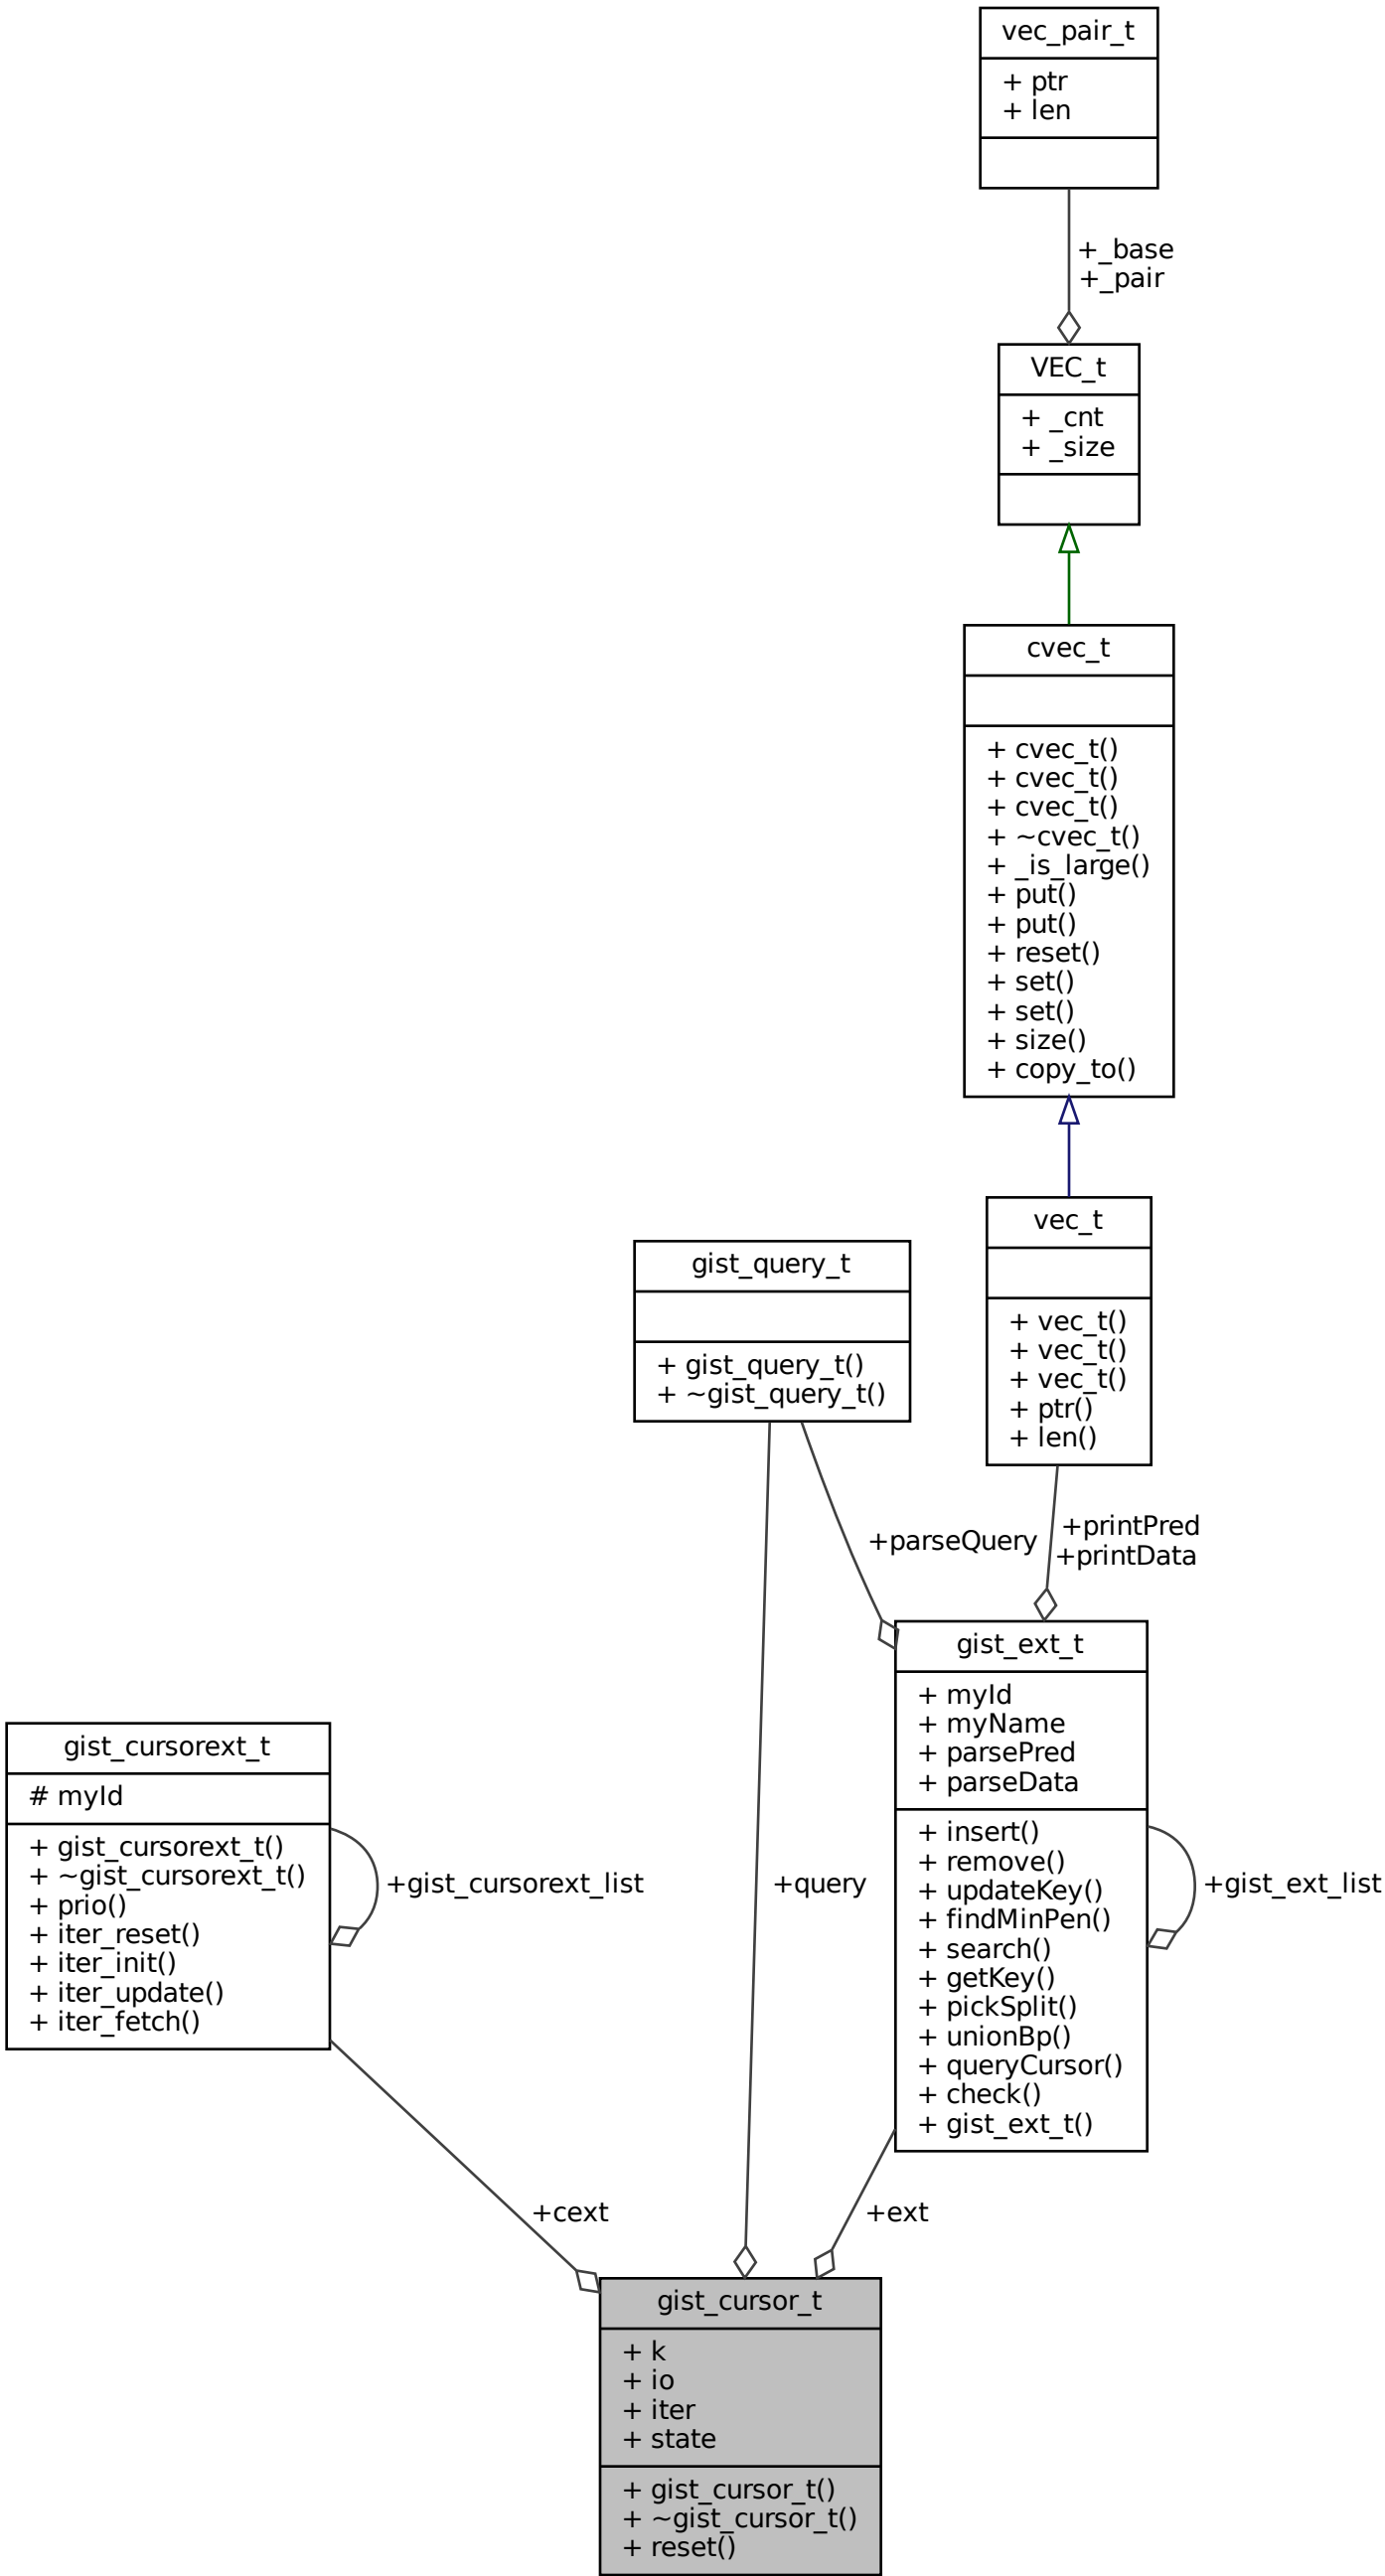 vec_pair_t
+ ptr
+ len
+_base
+_pair
VEC_t
+ _cnt
+ _size
cvec_t
+ cvec_t()
+ cvec_t()
+ cvec_t()
+ ~cvec_t()
+ _is_large()
+ put()
+ put()
+ reset()
+ set()
+ set()
+ size()
+ copy_to()
vec_t
+ vec_t()
+ vec_t()
+ vec_t()
+ ptr()
+ len()
gist_query_t
+ gist_query_t()
+ ~gist_query_t()
+parseQuery
+printPred
+printData
gist_ext_t
+ myId
+ myName
+ parsePred
+ parseData
+ insert()
+ remove()
+ updateKey()
+ findMinPen()
+ search()
+ getKey()
+ pickSplit()
+ unionBp()
+ queryCursor()
+ check()
+ gist_ext_t()
+gist_ext_list
gist_cursorext_t
# myId
+ gist_cursorext_t()
+ ~gist_cursorext_t()
+ prio()
+ iter_reset()
+ iter_init()
+ iter_update()
+ iter_fetch()
+gist_cursorext_list
+query
+cext
+ext
gist_cursor_t
+ k
+ io
+ iter
+ state
+ gist_cursor_t()
+ ~gist_cursor_t()
+ reset()